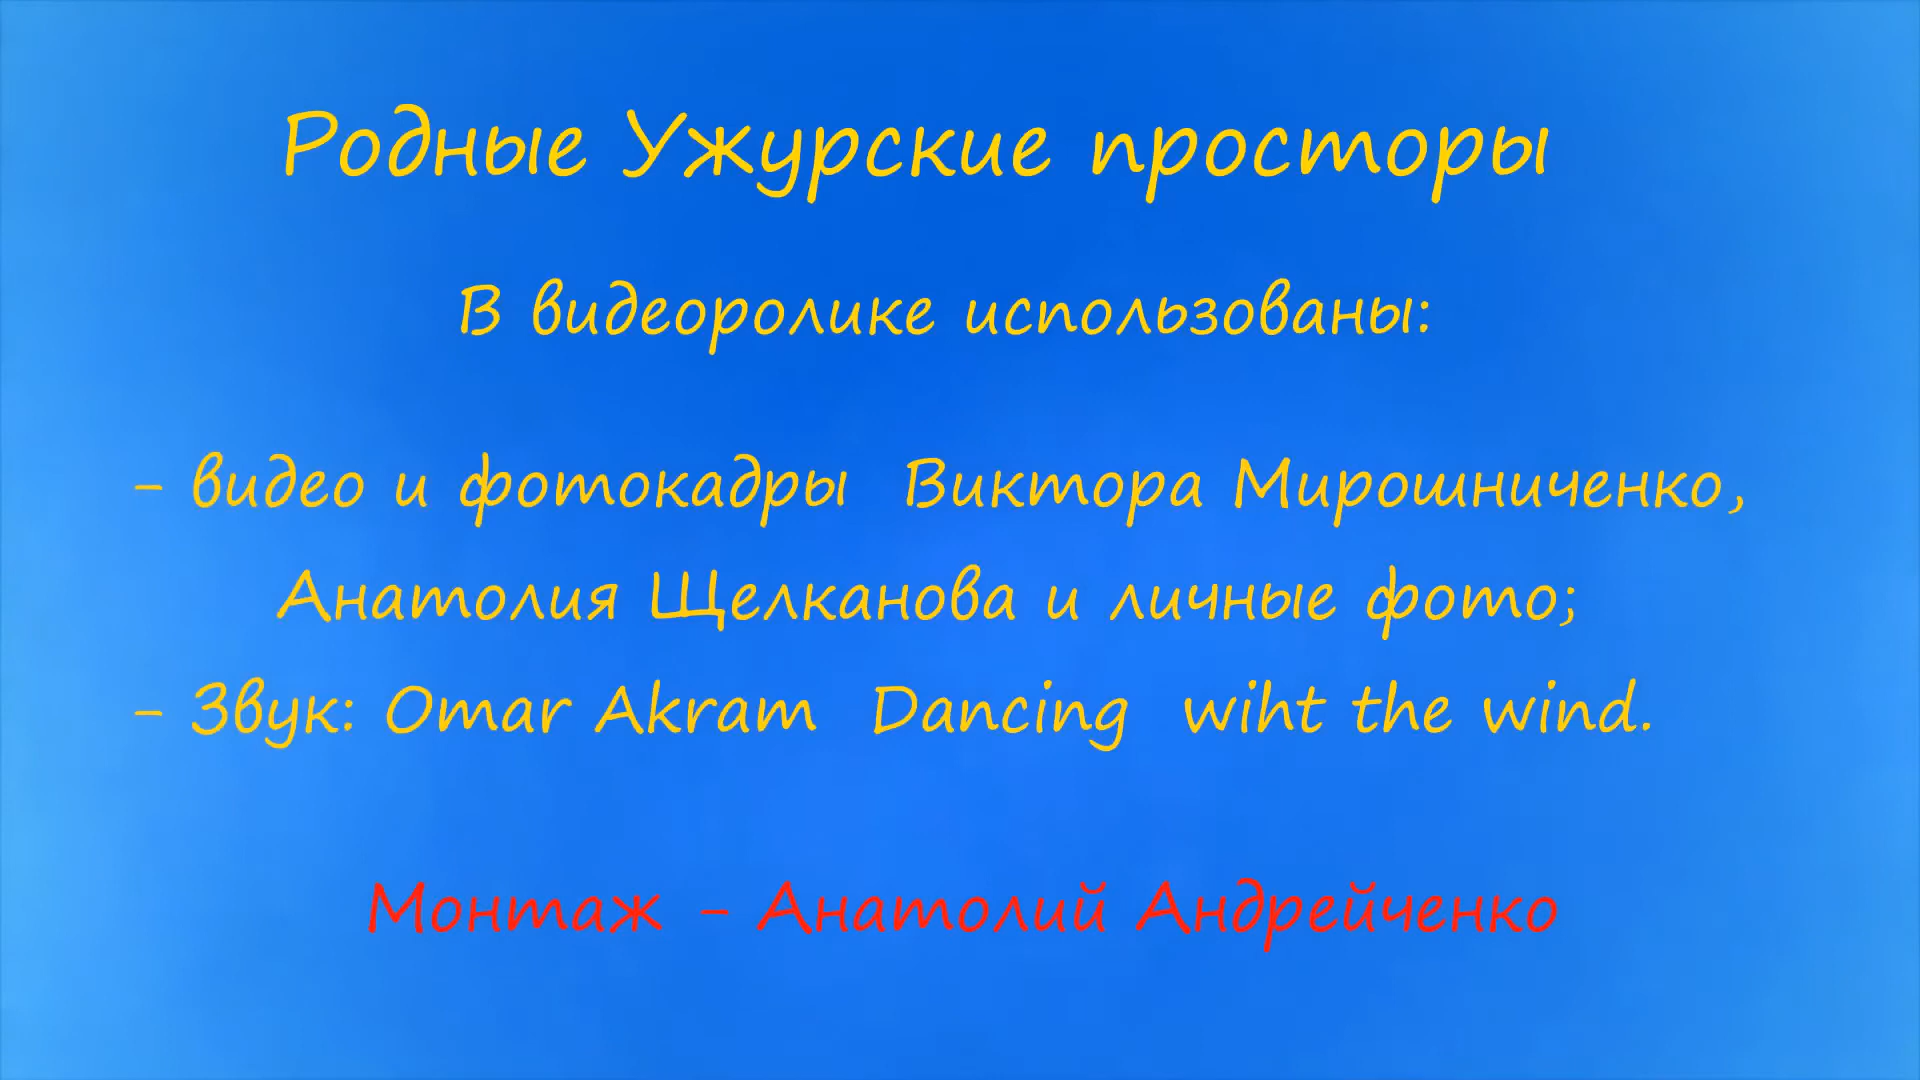 Родные Ужурские просторы
В видеоролике использованы:
- видео и фотокадры Виктора Мирошниченко,
Анатолия Щелканова и личные фото;
- Звук: Omar Akram Dancing wiht the wind.
Монтаж - Анатолий Андрейченко